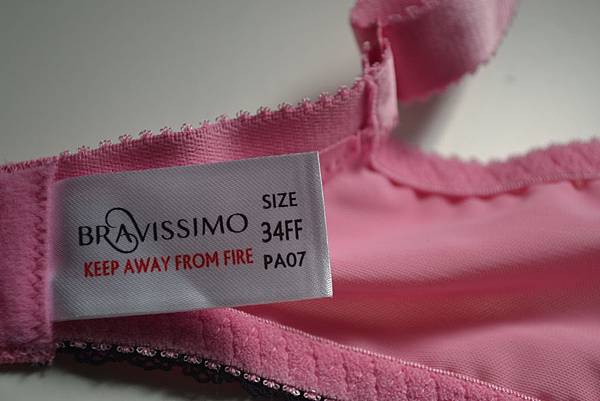 BRAVISSIMO
KEEP AWAY FROM FIRE
SIZE
34FF
PA07